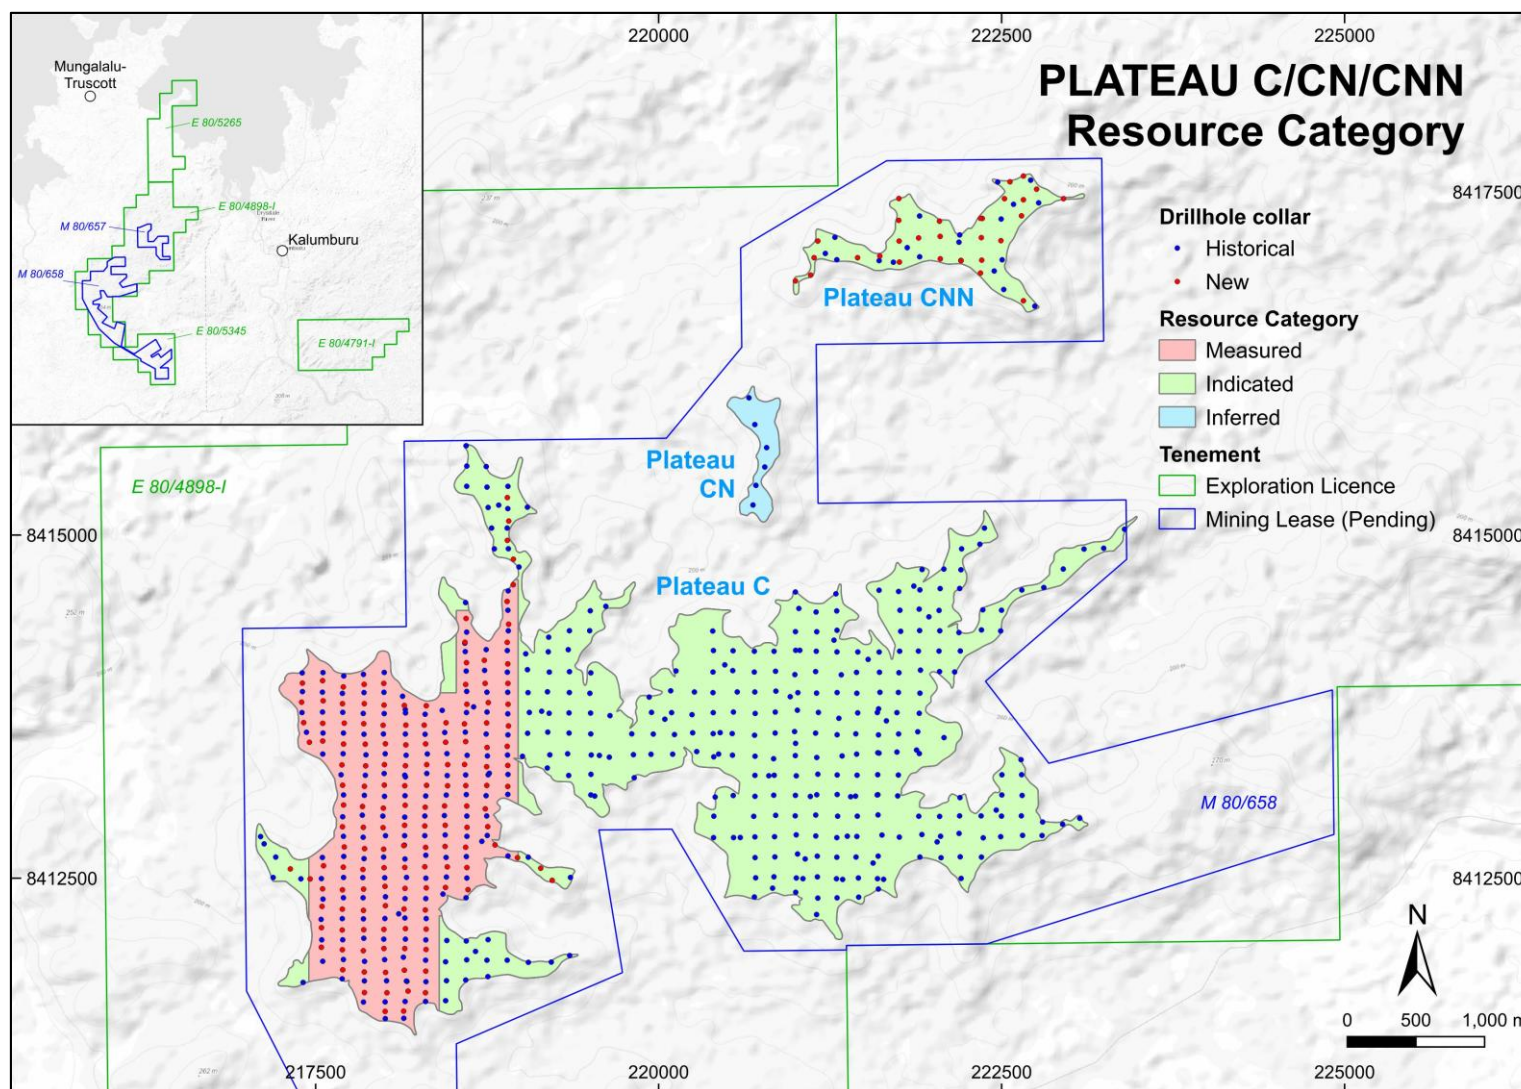 220000
222500
225000
PLATEAU C/CN/CNN
Resource Category
Mungalalu-
Truscott
E 80/5265
E 80/4898-I
M 80/657
Kalumburu
M 80/658
E 80/5345
E 80/4791-I
8417500
Drillhole collar
Historical
New
Resource Category
Measured
Indicated
Inferred
Tenement
Exploration Licence
Mining Lease (Pending)
Plateau CNN
Plateau
CN
E 80/4898-I
8415000
8415000
Plateau C
M 80/658
8412500
8412500
N
0 500 1,000 m
217500
220000
222500
225000